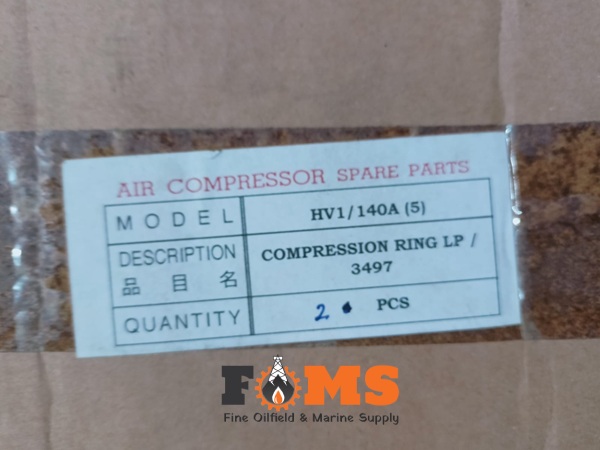 AIR COMPRESSOR SPARE PARTS
MODEL HV1/140A (5)
DESCRIPTION COMPRESSION RING LP /
品目名 3497
QUANTITY 2 PCS
FOMS
Fine Oilfield & Marine Supply